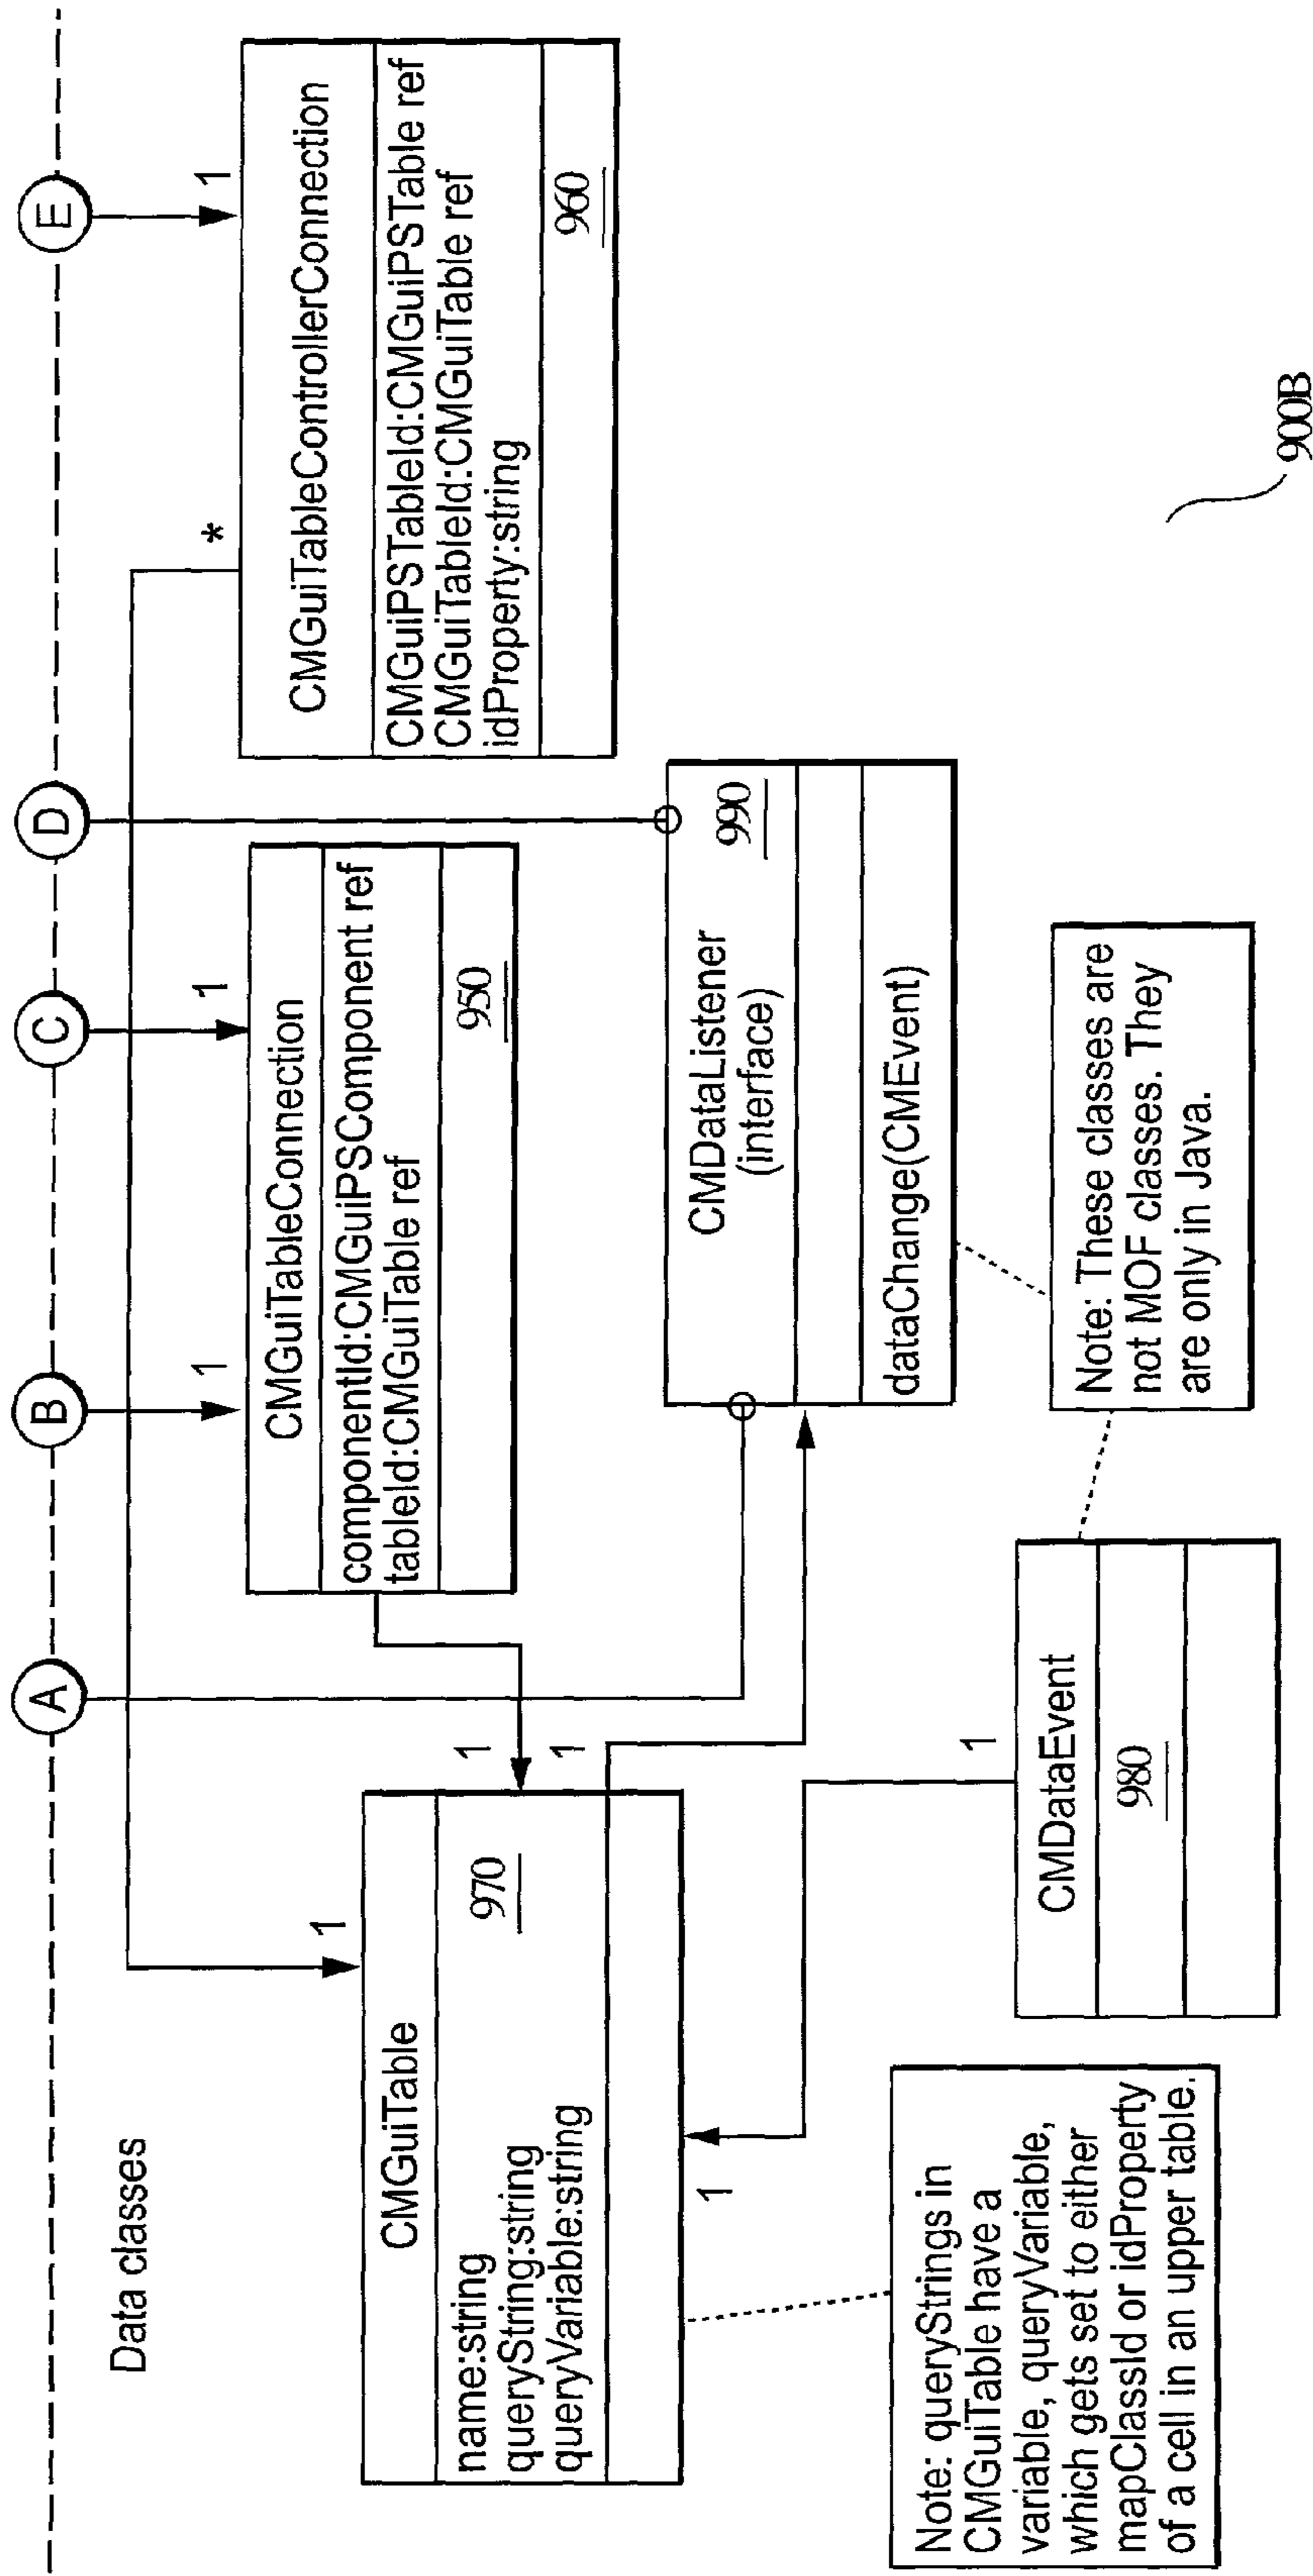 A
B
C
D
E
Data classes
1
1
1
*
1
CMGuiTable
970
name:string
queryString:string
queryVariable:string
1
1
1
CMGuiTableConnection
componentId:CMGuiPSComponent ref
tableId:CMGuiTable ref
950
CMGuiTableControllerConnection
CMGuiPSTableId:CMGuiPSTable ref
CMGuiTableId:CMGuiTable ref
idProperty:string
960
CMDataListener
(interface)
990
dataChange(CMEvent)
Note: queryStrings in
CMGuiTable have a
variable, queryVariable,
which gets set to either
mapClassId or idProperty
of a cell in an upper table.
1
CMDataEvent
980
Note: These classes are
not MOF classes. They
are only in Java.
900B